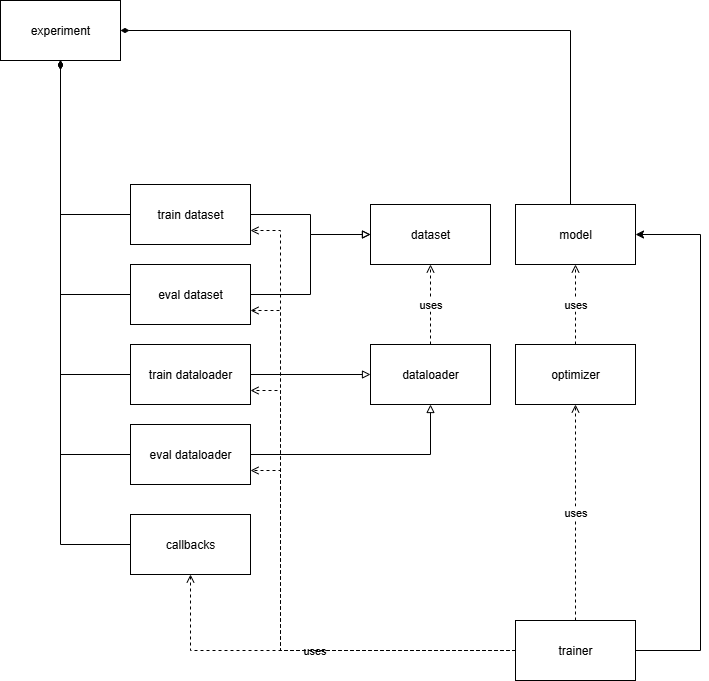 experiment
train dataset
dataset
model
eval dataset
uses
uses
train dataloader
dataloader
optimizer
eval dataloader
uses
callbacks
uses
trainer